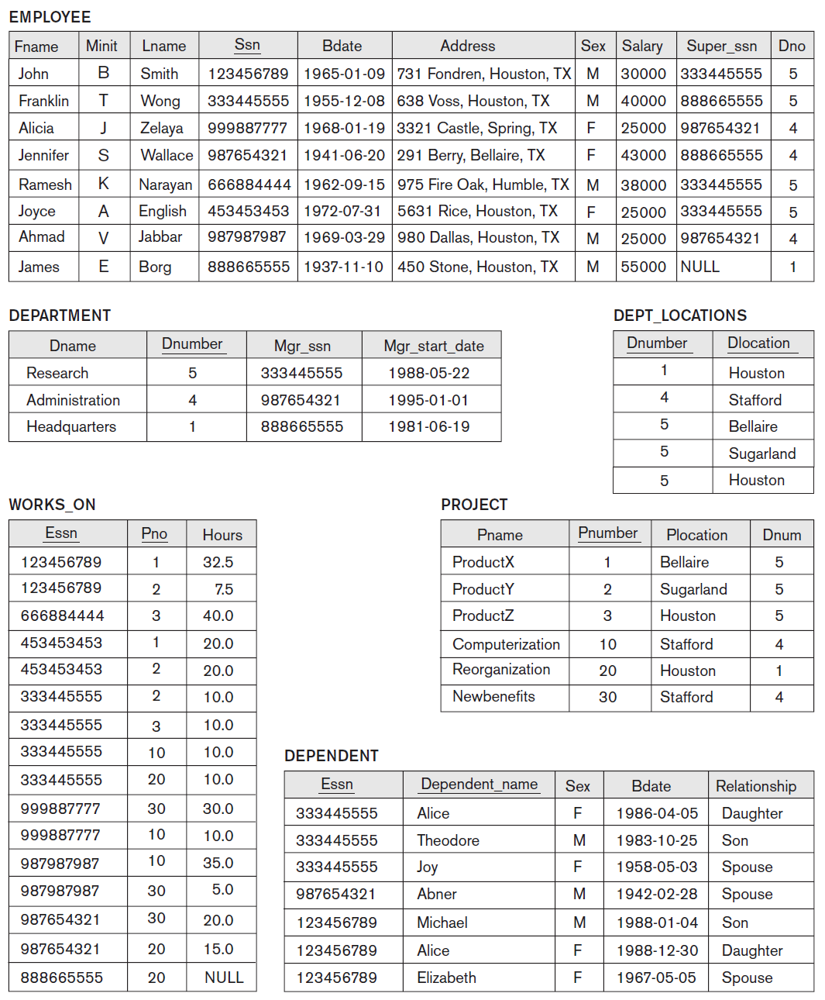 EMPLOYEE
Fname Minit Lname Ssn Bdate Address Sex Salary Super_ssn Dno
John B Smith 123456789 1965-01-09 731 Fondren, Houston, TX M 30000 333445555 5
Franklin T Wong 333445555 1955-12-08 638 Voss, Houston, TX M 40000 888665555 5
Alicia J Zelaya 999887777 1968-01-19 3321 Castle, Spring, TX F 25000 987654321 4
Jennifer S Wallace 987654321 1941-06-20 291 Berry, Bellaire, TX F 43000 888665555 4
Ramesh K Narayan 666884444 1962-09-15 975 Fire Oak, Humble, TX M 38000 333445555 5
Joyce A English 453453453 1972-07-31 5631 Rice, Houston, TX F 25000 333445555 5
Ahmad V Jabbar 987987987 1969-03-29 980 Dallas, Houston, TX M 25000 987654321 4
James E Borg 888665555 1937-11-10 450 Stone, Houston, TX M 55000 NULL 1
DEPARTMENT
Dname Dnumber Mgr_ssn Mgr_start_date
Research 5 333445555 1988-05-22
Administration 4 987654321 1995-01-01
Headquarters 1 888665555 1981-06-19
DEPT_LOCATIONS
Dnumber Dlocation
1 Houston
4 Stafford
5 Bellaire
5 Sugarland
5 Houston
WORKS_ON
Essn Pno Hours
123456789 1 32.5
123456789 2 7.5
666884444 3 40.0
453453453 1 20.0
453453453 2 20.0
333445555 2 10.0
333445555 3 10.0
333445555 10 10.0
333445555 20 10.0
999887777 30 30.0
999887777 10 10.0
987987987 10 35.0
987987987 30 5.0
987654321 30 20.0
987654321 20 15.0
888665555 20 NULL
PROJECT
Pname Pnumber Plocation Dnum
ProductX 1 Bellaire 5
ProductY 2 Sugarland 5
ProductZ 3 Houston 5
Computerization 10 Stafford 4
Reorganization 20 Houston 1
Newbenefits 30 Stafford 4
DEPENDENT
Essn Dependent_name Sex Bdate Relationship
333445555 Alice F 1986-04-05 Daughter
333445555 Theodore M 1983-10-25 Son
333445555 Joy F 1958-05-03 Spouse
987654321 Abner M 1942-02-28 Spouse
123456789 Michael M 1988-01-04 Son
123456789 Alice F 1988-12-30 Daughter
123456789 Elizabeth F 1967-05-05 Spouse